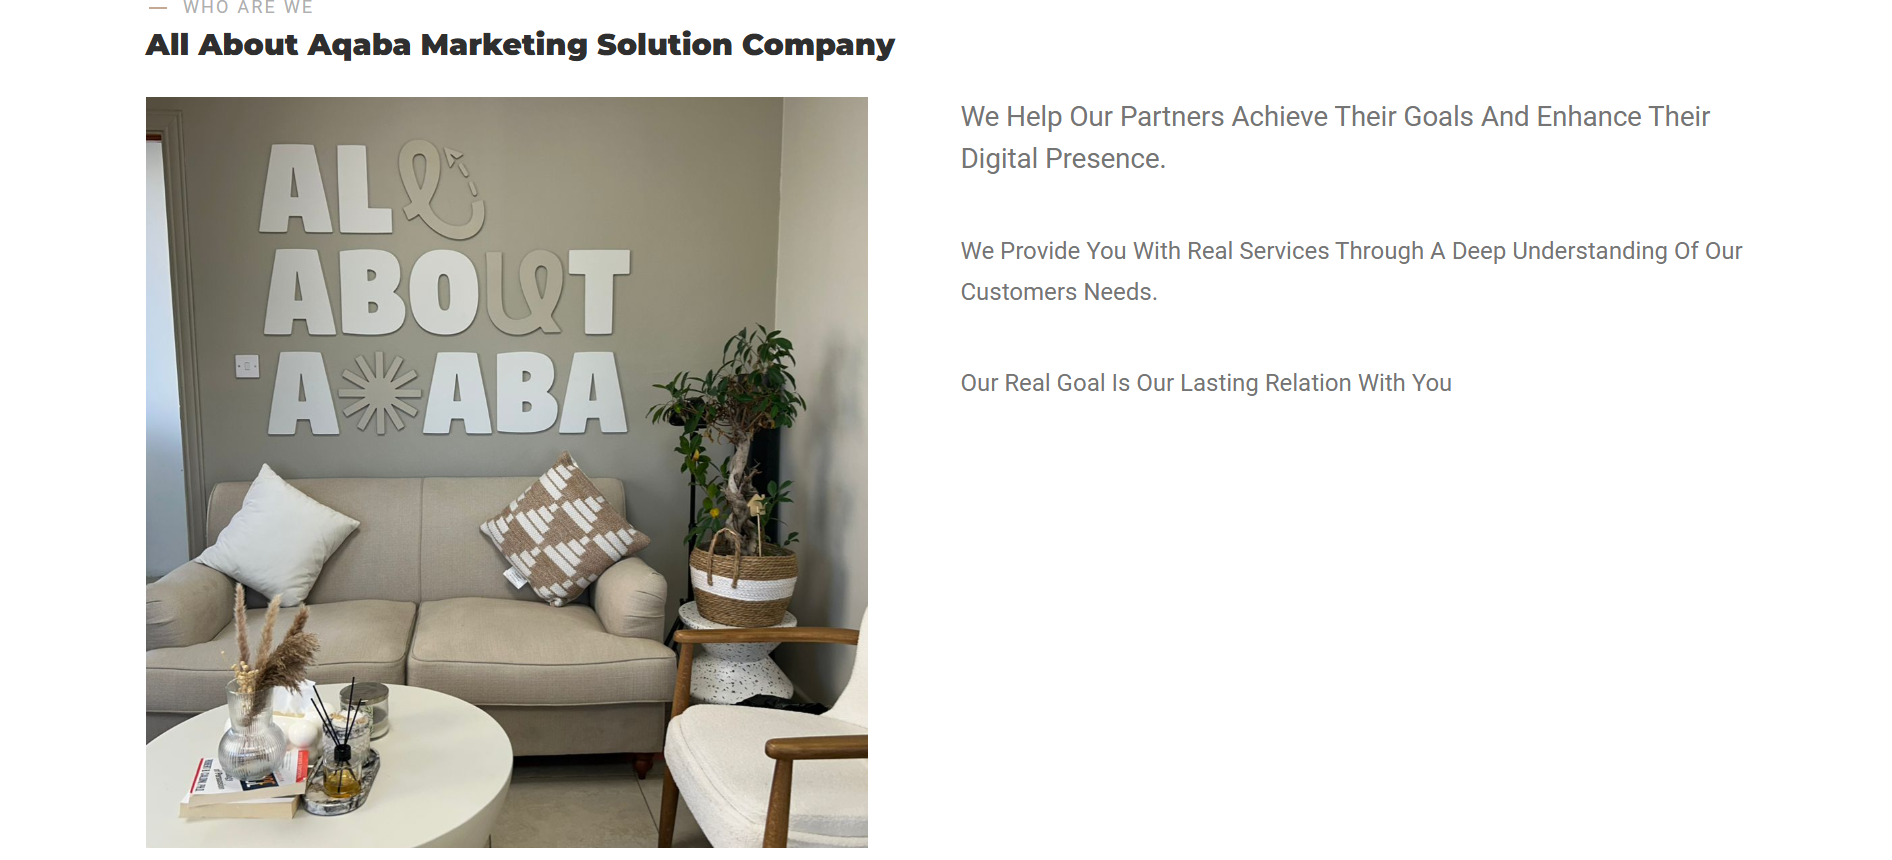 WHO ARE WE
All About Aqaba Marketing Solution Company
ALL
ABOUT
A ABA
We Help Our Partners Achieve Their Goals And Enhance Their
Digital Presence.
We Provide You With Real Services Through A Deep Understanding Of Our
Customers Needs.
Our Real Goal Is Our Lasting Relation With You